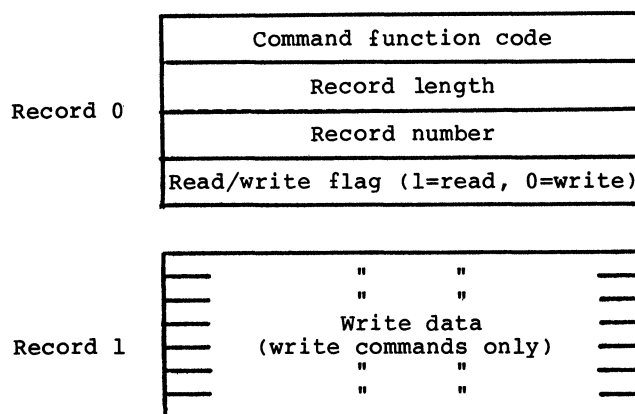 Command function code
Record length
Record 0
Record number
Read/write flag (1=read, 0=write)
" "
" "
Write data
Record 1 (write commands only)
" "
" "